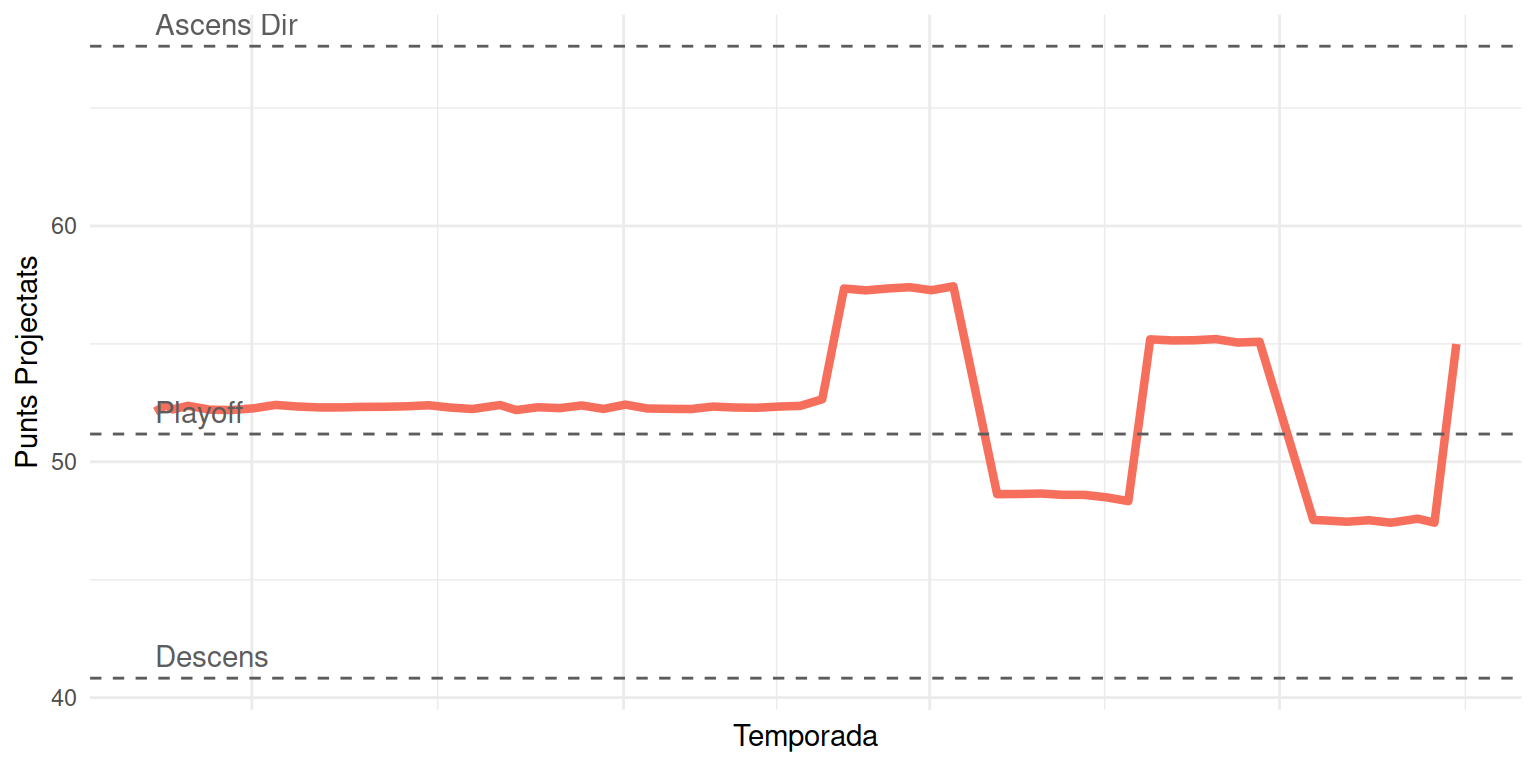 Ascens Dir
60
Playoff
50
Descens
40
Punts Projectats
Temporada